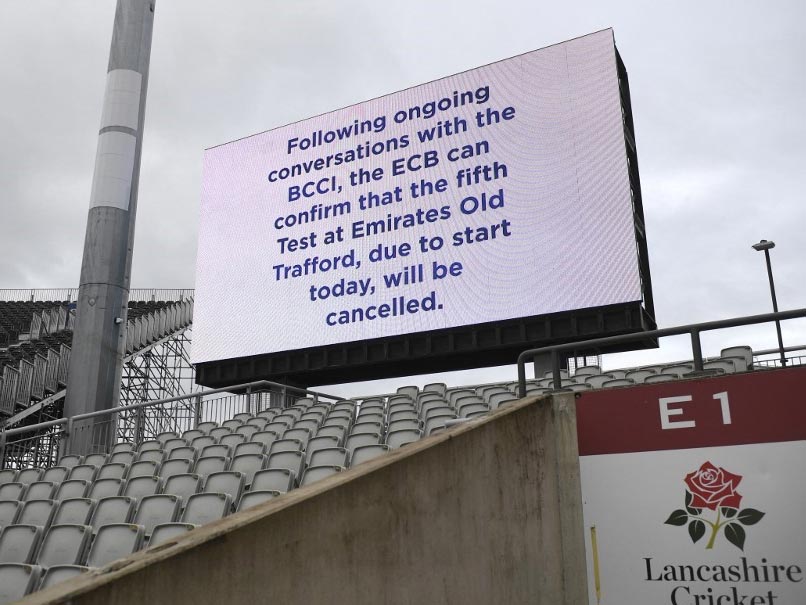 Following ongoing
conversations with the
BCCI, the ECB can
confirm that the fifth
Test at Emirates Old
Trafford, due to start
today, will be
cancelled.
E1
Lancashire
Cricket